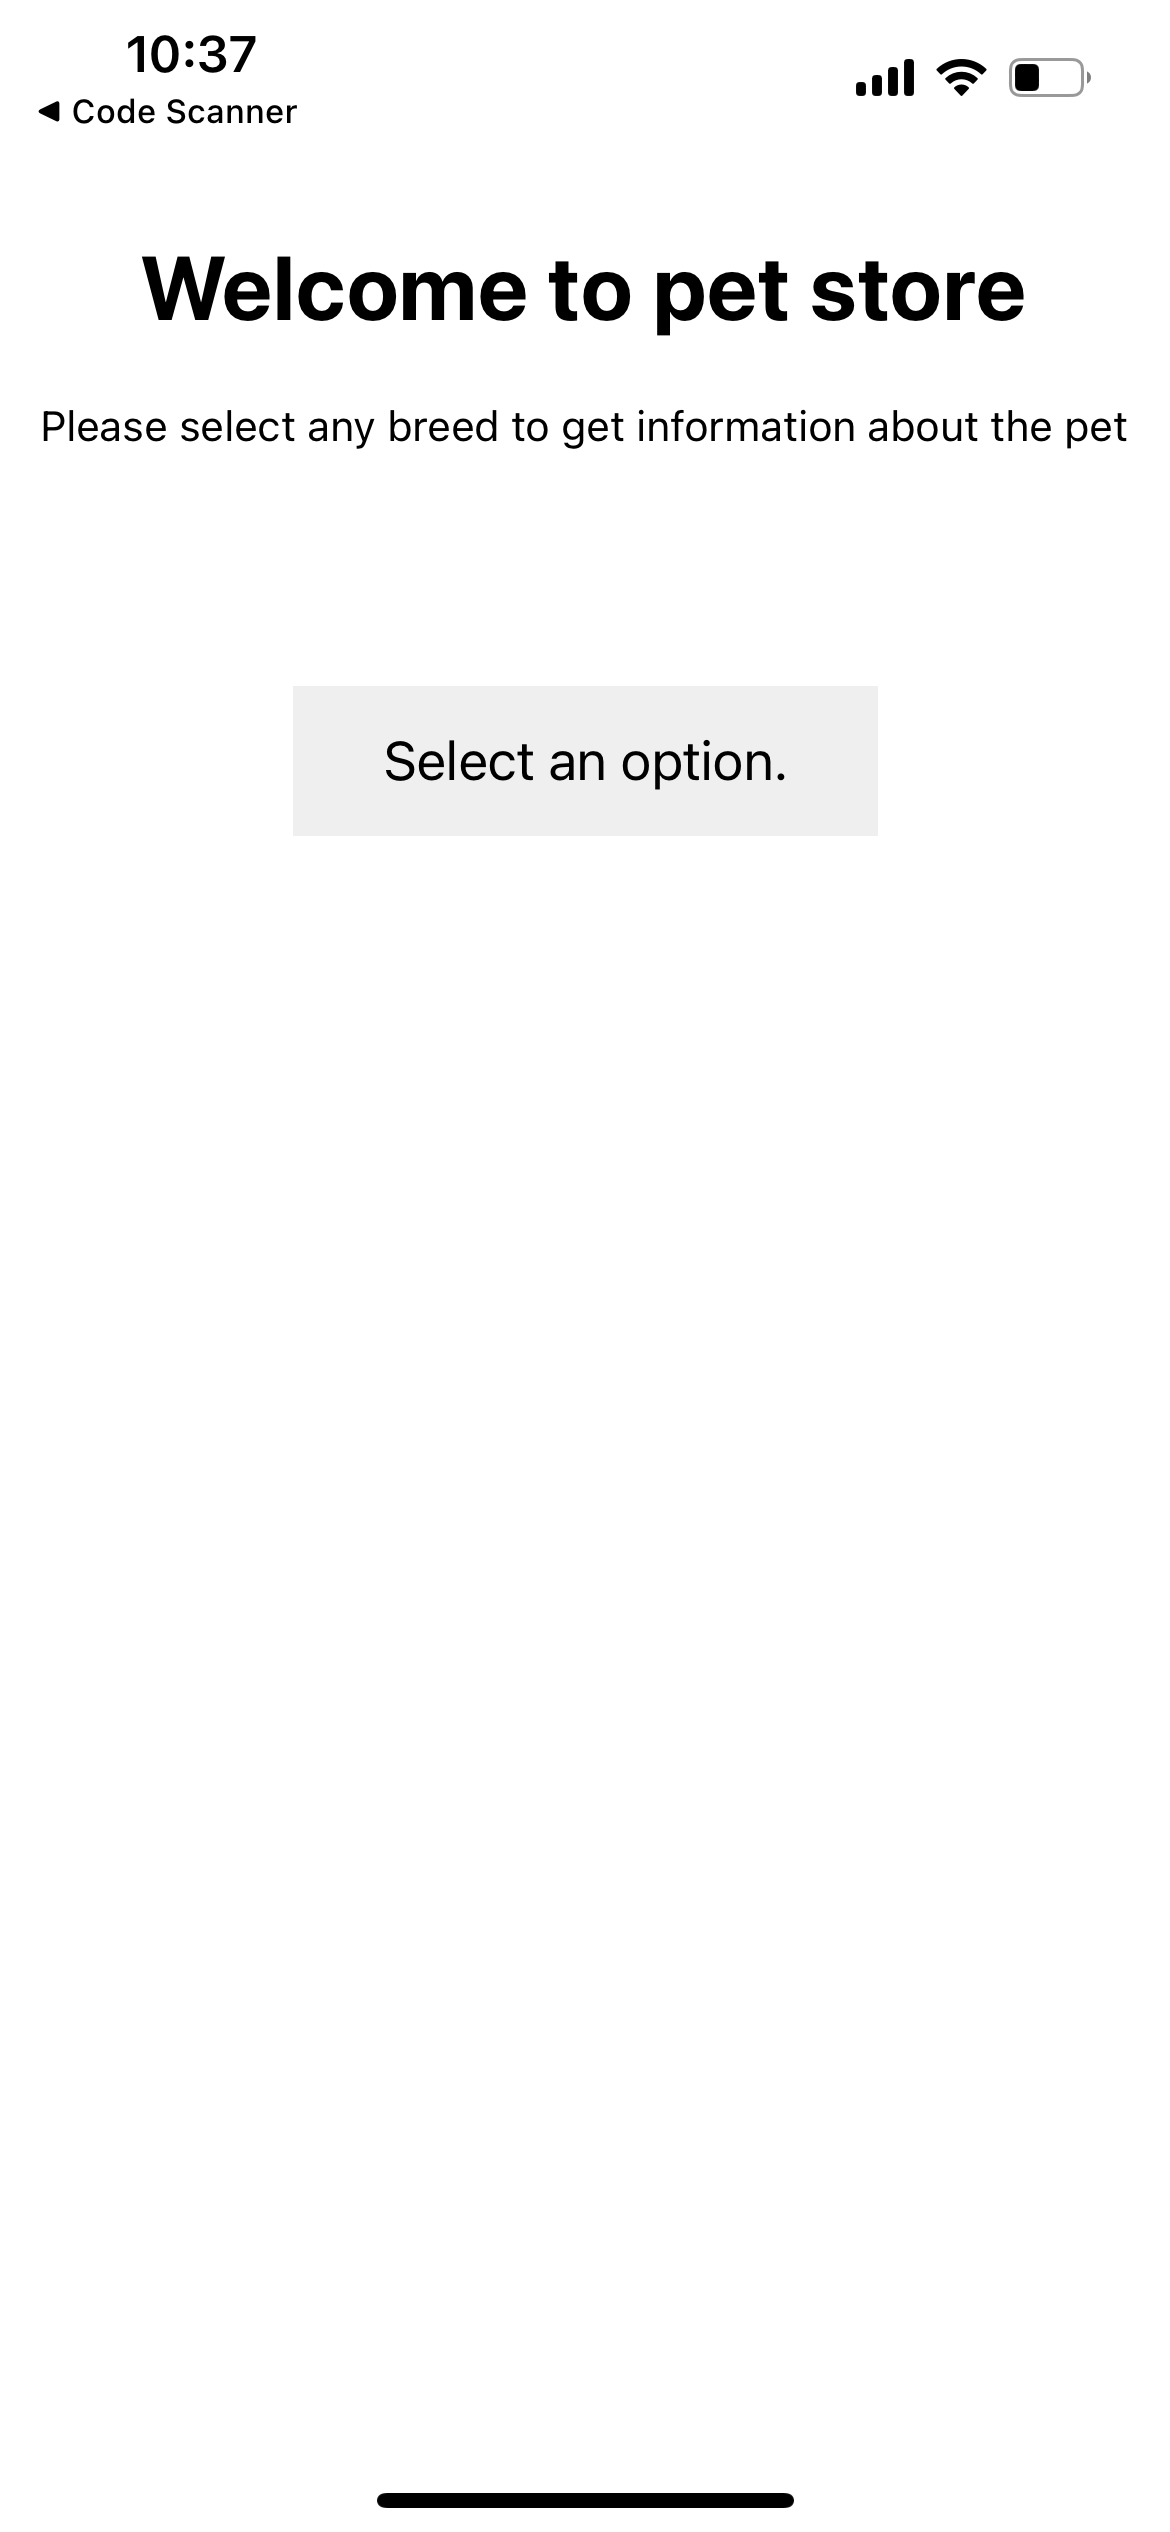 10:37
◀ Code Scanner
Welcome to pet store
Please select any breed to get information about the pet
Select an option.